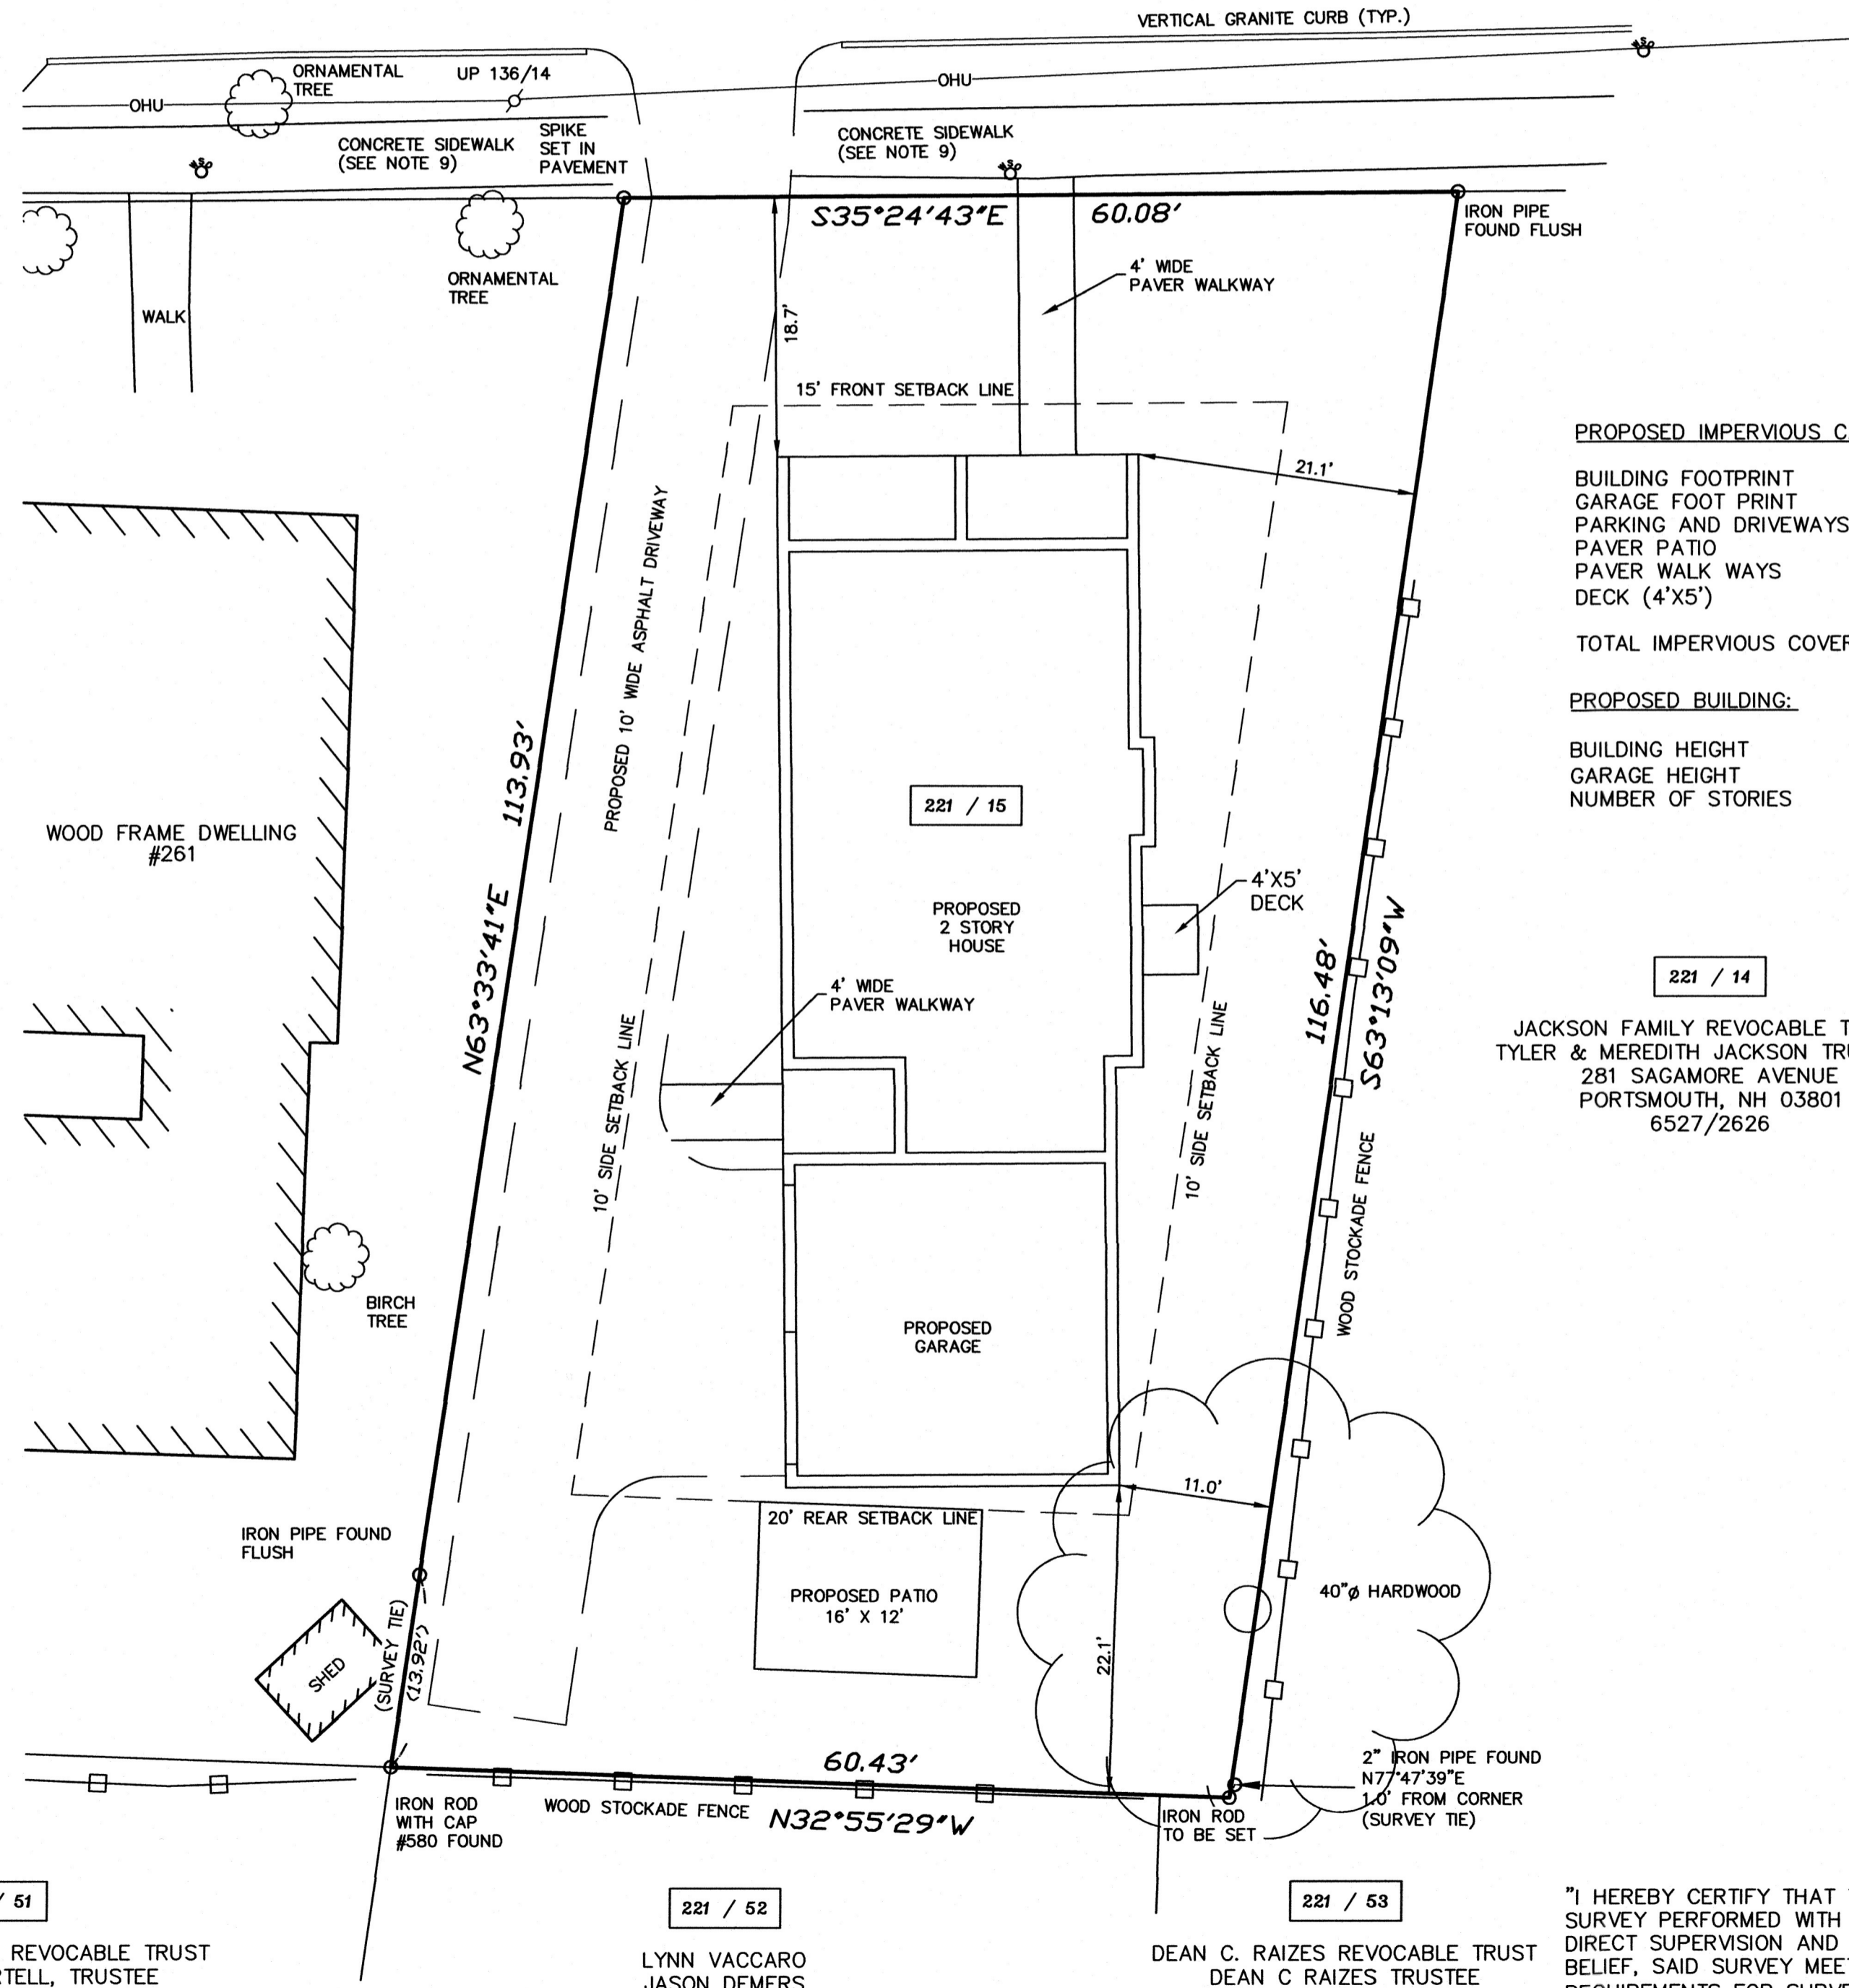 VERTICAL GRANITE CURB (TYP.)
ORNAMENTAL
TREE
UP 136/14
OHU
OHU
CONCRETE SIDEWALK
(SEE NOTE 9)
SPIKE
SET IN
PAVEMENT
CONCRETE SIDEWALK
(SEE NOTE 9)
S35°24'43"E
60.08'
IRON PIPE
FOUND FLUSH
ORNAMENTAL
TREE
4' WIDE
PAVER WALKWAY
WALK
18.7'
15' FRONT SETBACK LINE
21.1'
PROPOSED IMPERVIOUS C
BUILDING FOOTPRINT
GARAGE FOOT PRINT
PARKING AND DRIVEWAYS
PAVER PATIO
PAVER WALK WAYS
DECK (4'X5')
TOTAL IMPERVIOUS COVER
PROPOSED BUILDING:
BUILDING HEIGHT
GARAGE HEIGHT
NUMBER OF STORIES
PROPOSED 10' WIDE ASPHALT DRIVEWAY
113.93'
N63°33'41"E
WOOD FRAME DWELLING
#261
221 / 15
PROPOSED
2 STORY
HOUSE
4'X5'
DECK
4' WIDE
PAVER WALKWAY
10' SIDE SETBACK LINE
10' SIDE SETBACK LINE
116.48'
S63°13'09"W
WOOD STOCKADE FENCE
221 / 14
JACKSON FAMILY REVOCABLE T
TYLER & MEREDITH JACKSON TRU
281 SAGAMORE AVENUE
PORTSMOUTH, NH 03801
6527/2626
BIRCH
TREE
PROPOSED
GARAGE
11.0'
20' REAR SETBACK LINE
IRON PIPE FOUND
FLUSH
PROPOSED PATIO
16' X 12'
40"ø HARDWOOD
SHED
(SURVEY TIE)
(13.92')
22.1'
60.43'
2" IRON PIPE FOUND
N77°47'39"E
1.0' FROM CORNER
(SURVEY TIE)
IRON ROD
WITH CAP
#580 FOUND
WOOD STOCKADE FENCE
N32°55'29"W
IRON ROD
TO BE SET
/ 51
REVOCABLE TRUST
RTELL, TRUSTEE
221 / 52
LYNN VACCARO
JASON DEMERS
221 / 53
DEAN C. RAIZES REVOCABLE TRUST
DEAN C RAIZES TRUSTEE
"I HEREBY CERTIFY THAT
SURVEY PERFORMED WITH
DIRECT SUPERVISION AND
BELIEF, SAID SURVEY MEET
REQUIREMENTS FOR SURVE